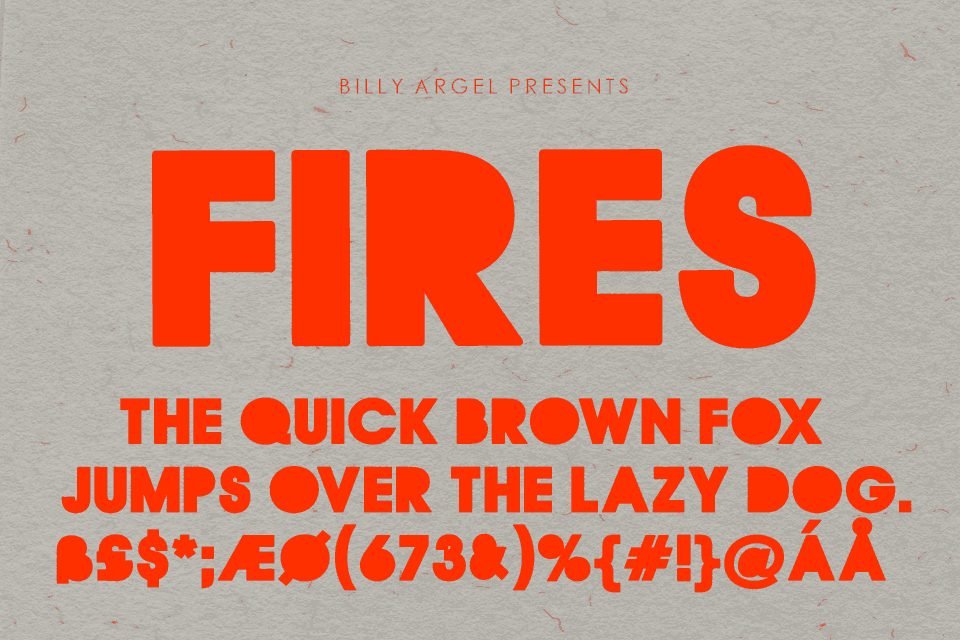 BILLY ARGEL PRESENTS
FIRES
THE QUICK BROWN FOX
JUMPS OVER THE LAZY DOG.
ß£$*;ÆØ(673&)%{#!}@ÁÅ